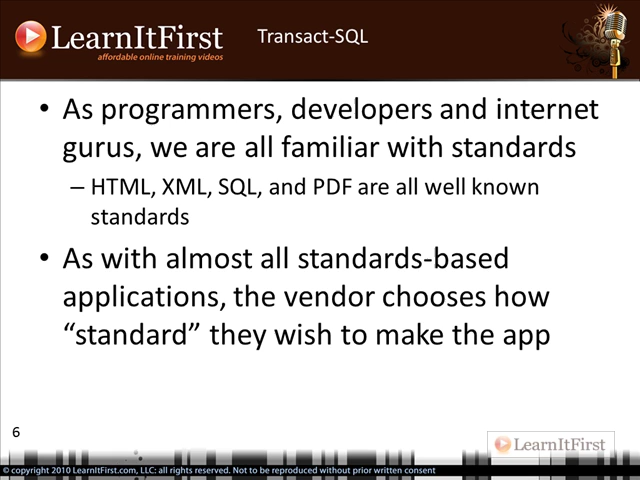 LearnItFirst
affordable online training videos
Transact-SQL
• As programmers, developers and internet
gurus, we are all familiar with standards
– HTML, XML, SQL, and PDF are all well known
standards
• As with almost all standards-based
applications, the vendor chooses how
“standard” they wish to make the app
6
LearnItFirst
© copyright 2010 LearnItFirst.com, LLC: all rights reserved. Not to be reproduced without prior written consent